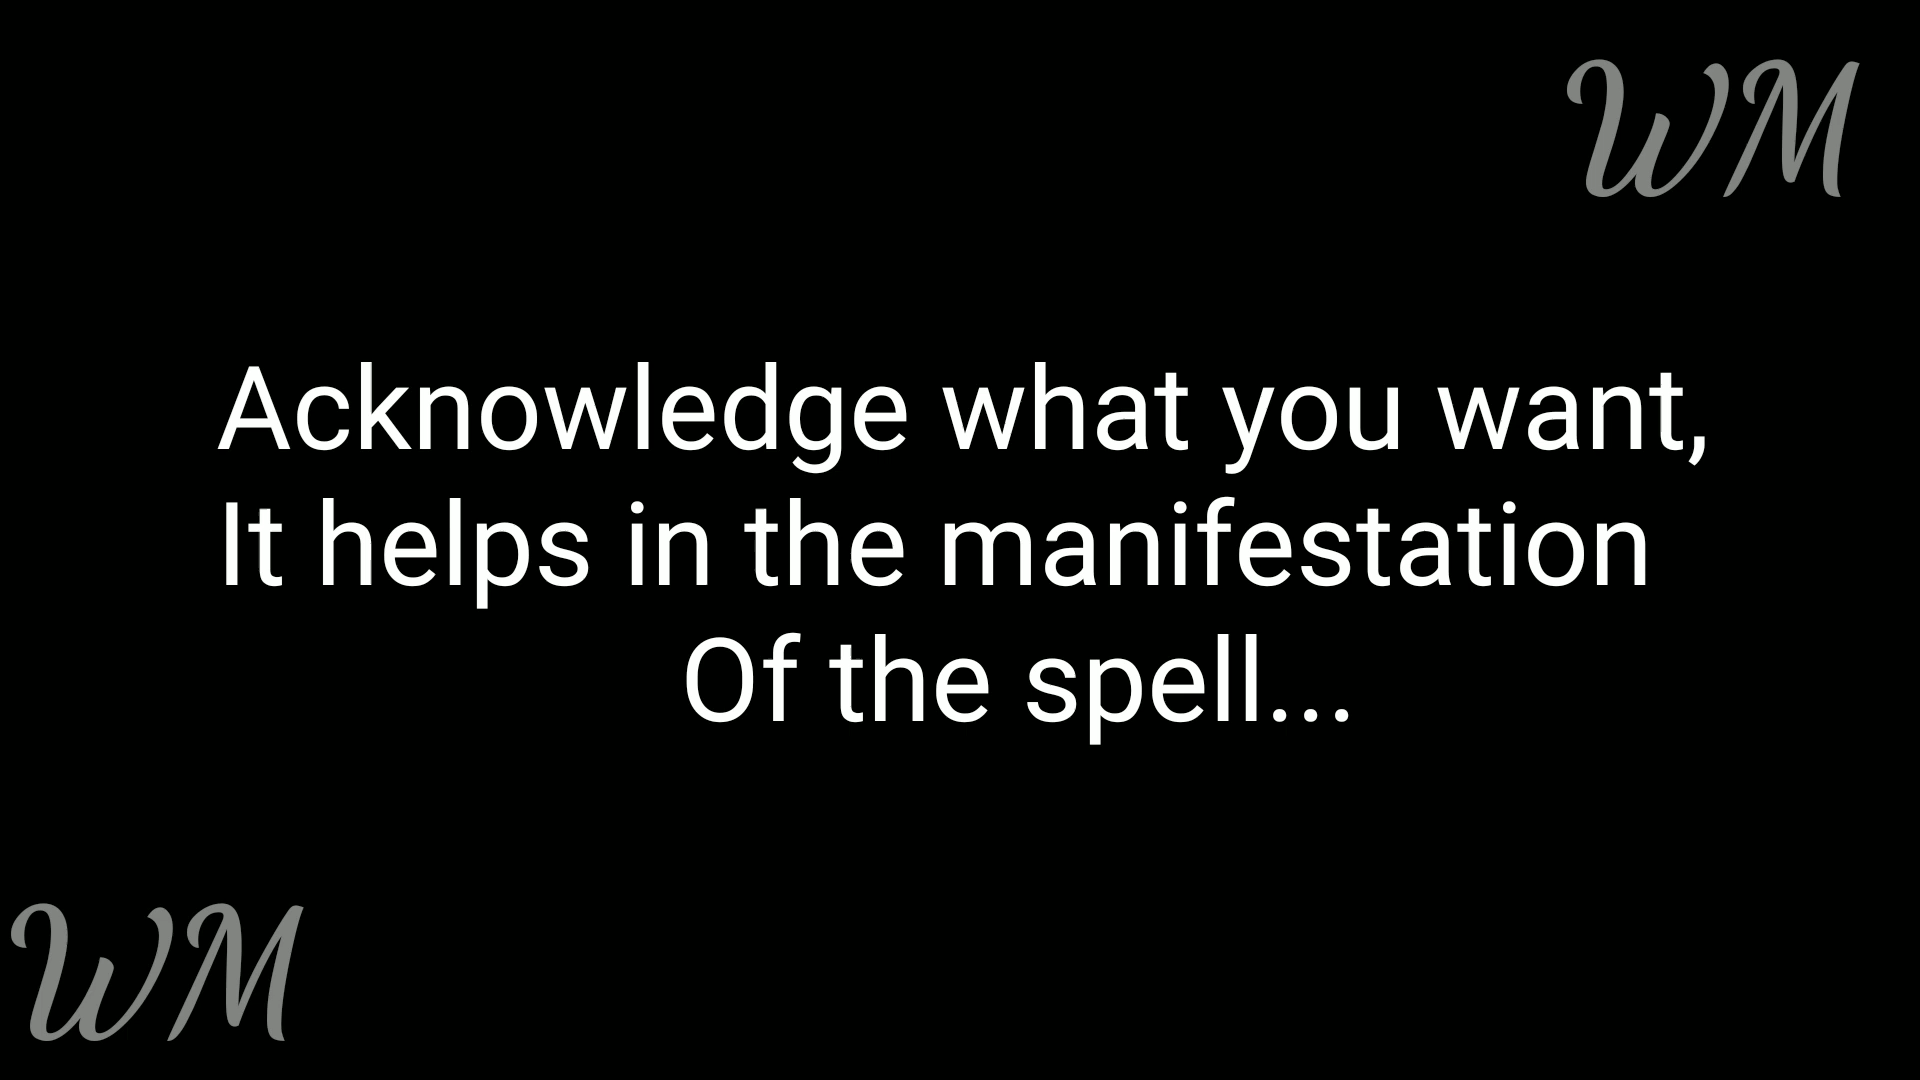 WM
Acknowledge what you want,
It helps in the manifestation
Of the spell...
WM